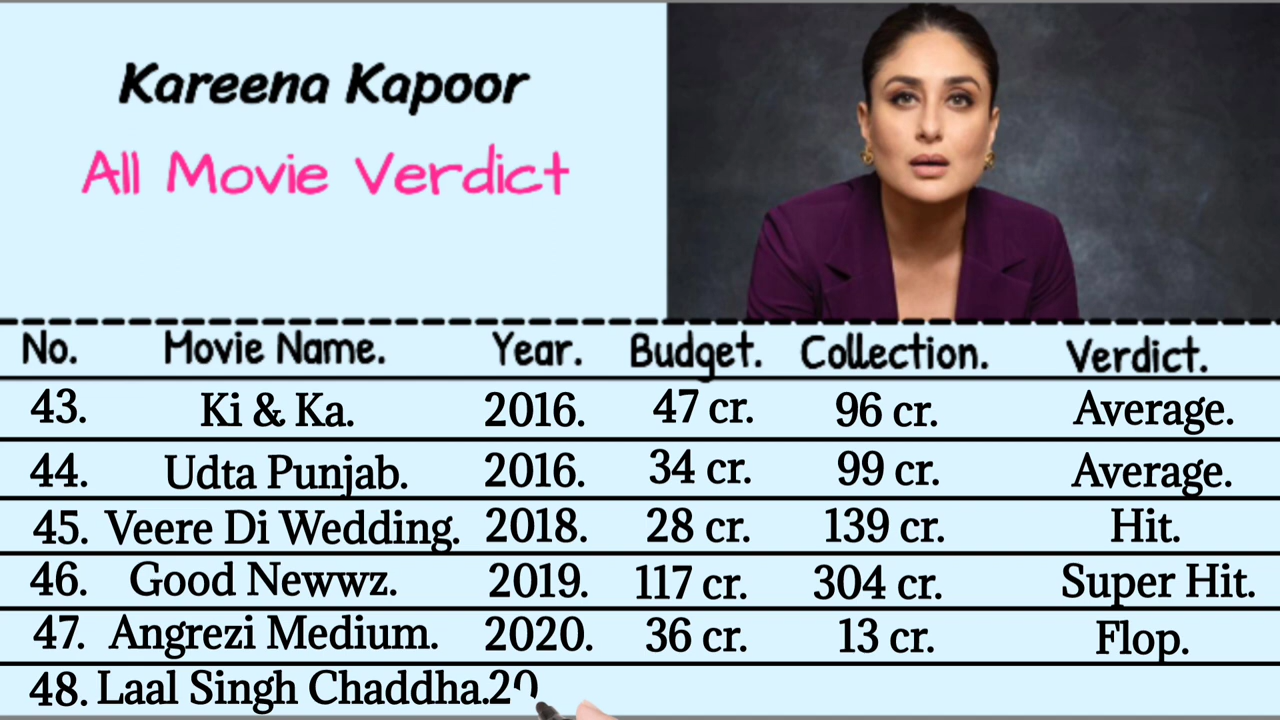 Kareena Kapoor
All Movie Verdict
No. Movie Name. Year. Budget. Collection. Verdict.
43. Ki & Ka. 2016. 47 cr. 96 cr. Average.
44. Udta Punjab. 2016. 34 cr. 99 cr. Average.
45. Veere Di Wedding. 2018. 28 cr. 139 cr. Hit.
46. Good Newwz. 2019. 117 cr. 304 cr. Super Hit.
47. Angrezi Medium. 2020. 36 cr. 13 cr. Flop.
48. Laal Singh Chaddha. 20